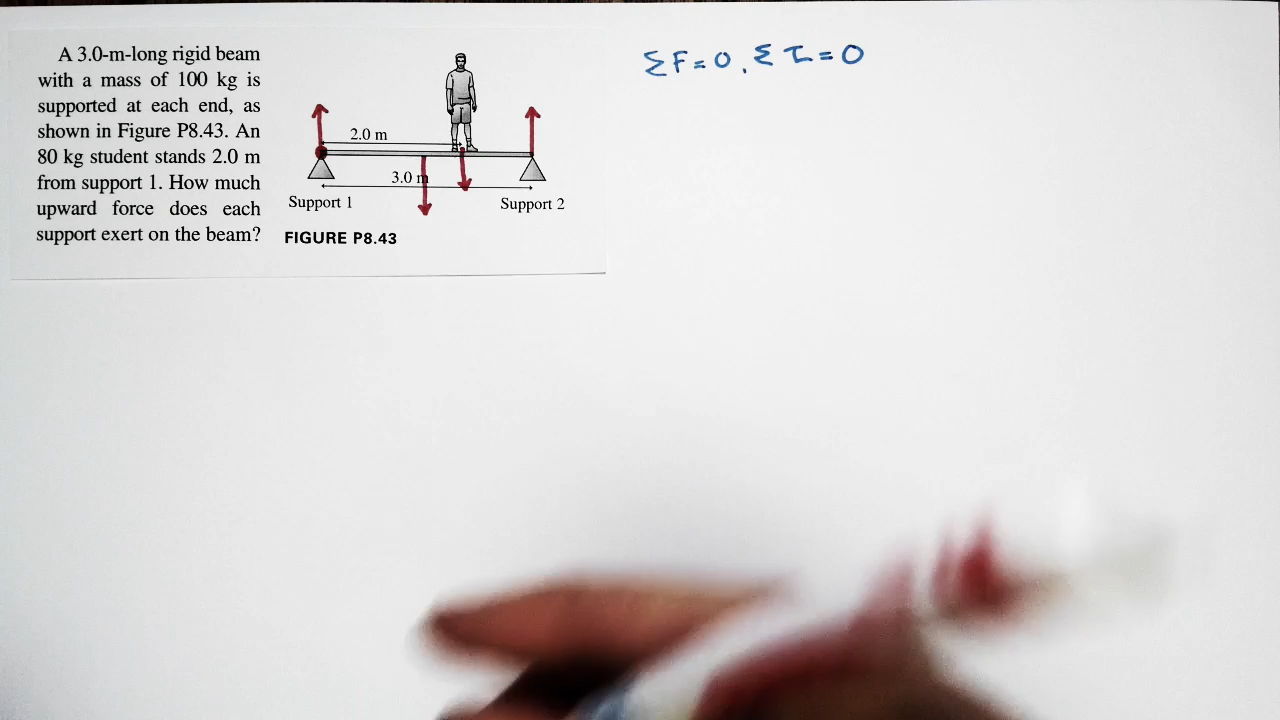 A 3.0-m-long rigid beam
with a mass of 100 kg is
supported at each end, as
shown in Figure P8.43. An
80 kg student stands 2.0 m
from support 1. How much
upward force does each
support exert on the beam?
2.0 m
3.0 m
Support 1
Support 2
FIGURE P8.43
ΣF=0, Στ=0